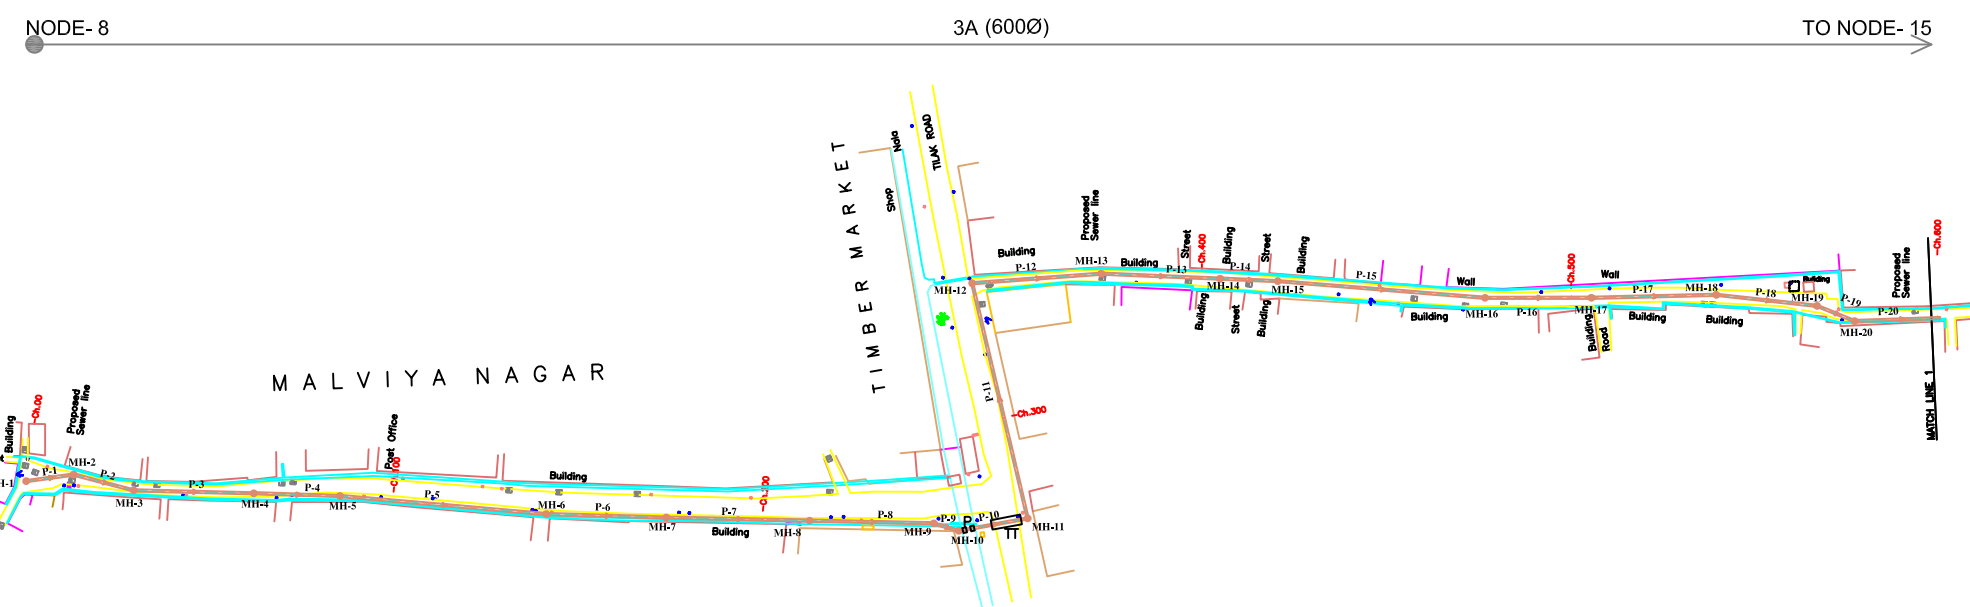 NODE- 8
3A (600Ø)
TO NODE- 15
TIMBER MARKET
Nala
TILAK ROAD
Shop
MALVIYA NAGAR
Building
Ch.00
Proposed
Sewer line
P-1
MH-2
P-2
MH-3
P-3
MH-4
P-4
MH-5
Post Office
P-5
Building
MH-6
P-6
MH-7
P-7
Building
MH-8
P-8
MH-9
P-9
MH-10
P
P-10
TT
MH-11
P-11
Ch.300
MH-12
Building
P-12
Proposed
Sewer line
MH-13
Building
P-13
Street
Ch.400
Building
P-14
MH-14
Street
Building
MH-15
Building
Street
Building
P-15
Building
Wall
MH-16
P-16
Ch.500
Wall
MH-17
Building
Road
P-17
Building
MH-18
Building
P-18
Building
MH-19
P-19
MH-20
P-20
Proposed
Sewer line
Ch.600
MATCH LINE 1